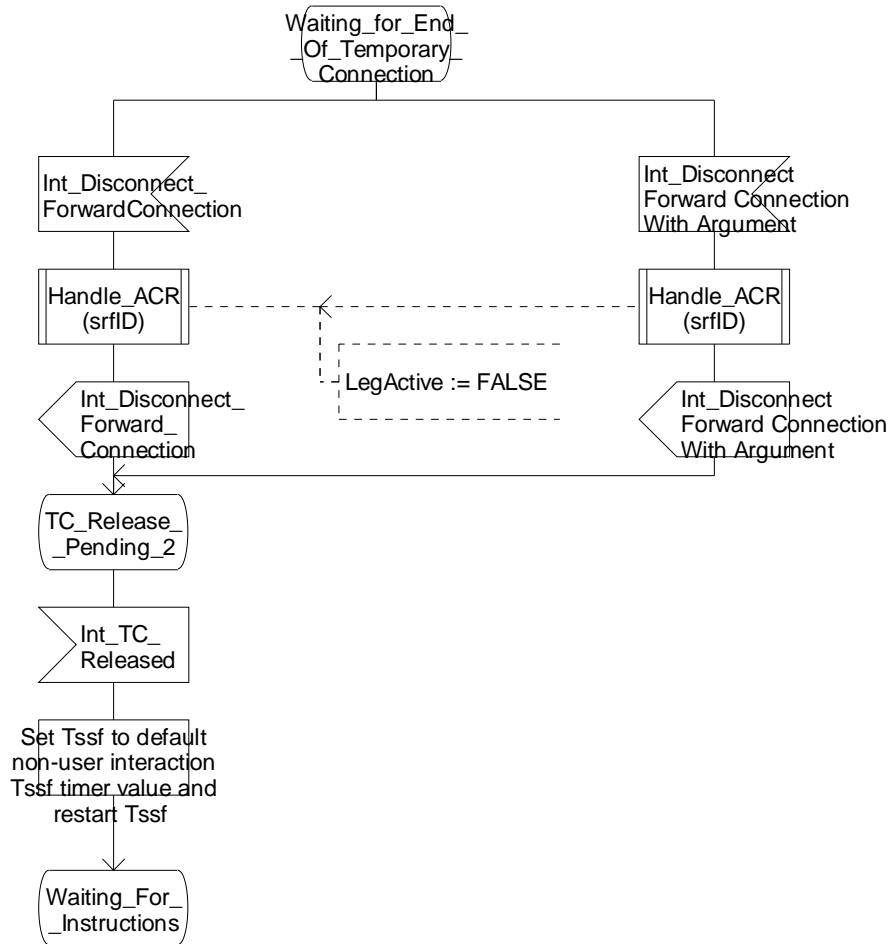 Waiting_for_End_
_Of_Temporary_
Connection
Int_Disconnect_
ForwardConnection
Int_Disconnect
Forward Connection
With Argument
Handle_ACR
(srfID)
Handle_ACR
(srfID)
LegActive := FALSE
Int_Disconnect_
Forward_
Connection
Int_Disconnect
Forward Connection
With Argument
TC_Release_
_Pending_2
Int_TC_
Released
Set Tssf to default
non-user interaction
Tssf timer value and
restart Tssf
Waiting_For_
_Instructions